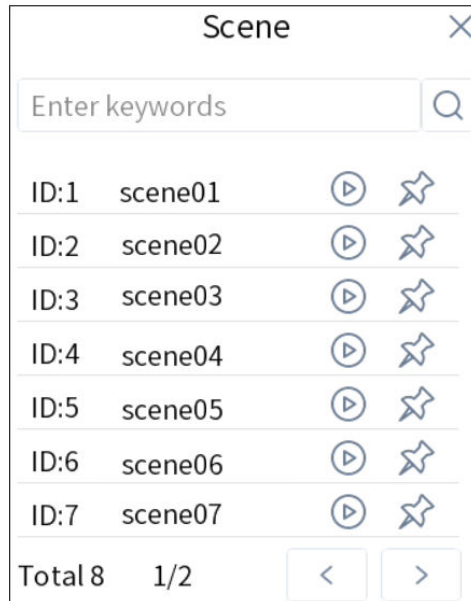 Scene
Enter keywords
ID:1 scene01
ID:2 scene02
ID:3 scene03
ID:4 scene04
ID:5 scene05
ID:6 scene06
ID:7 scene07
Total 8 1/2